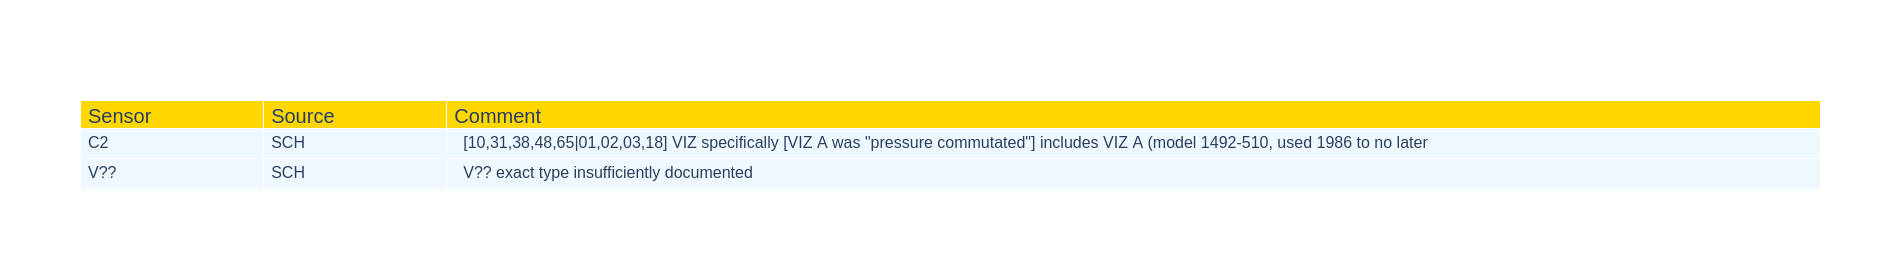 Sensor Source Comment
C2 SCH [10,31,38,48,65|01,02,03,18] VIZ specifically [VIZ A was "pressure commutated"] includes VIZ A (model 1492-510, used 1986 to no later
V?? SCH V?? exact type insufficiently documented